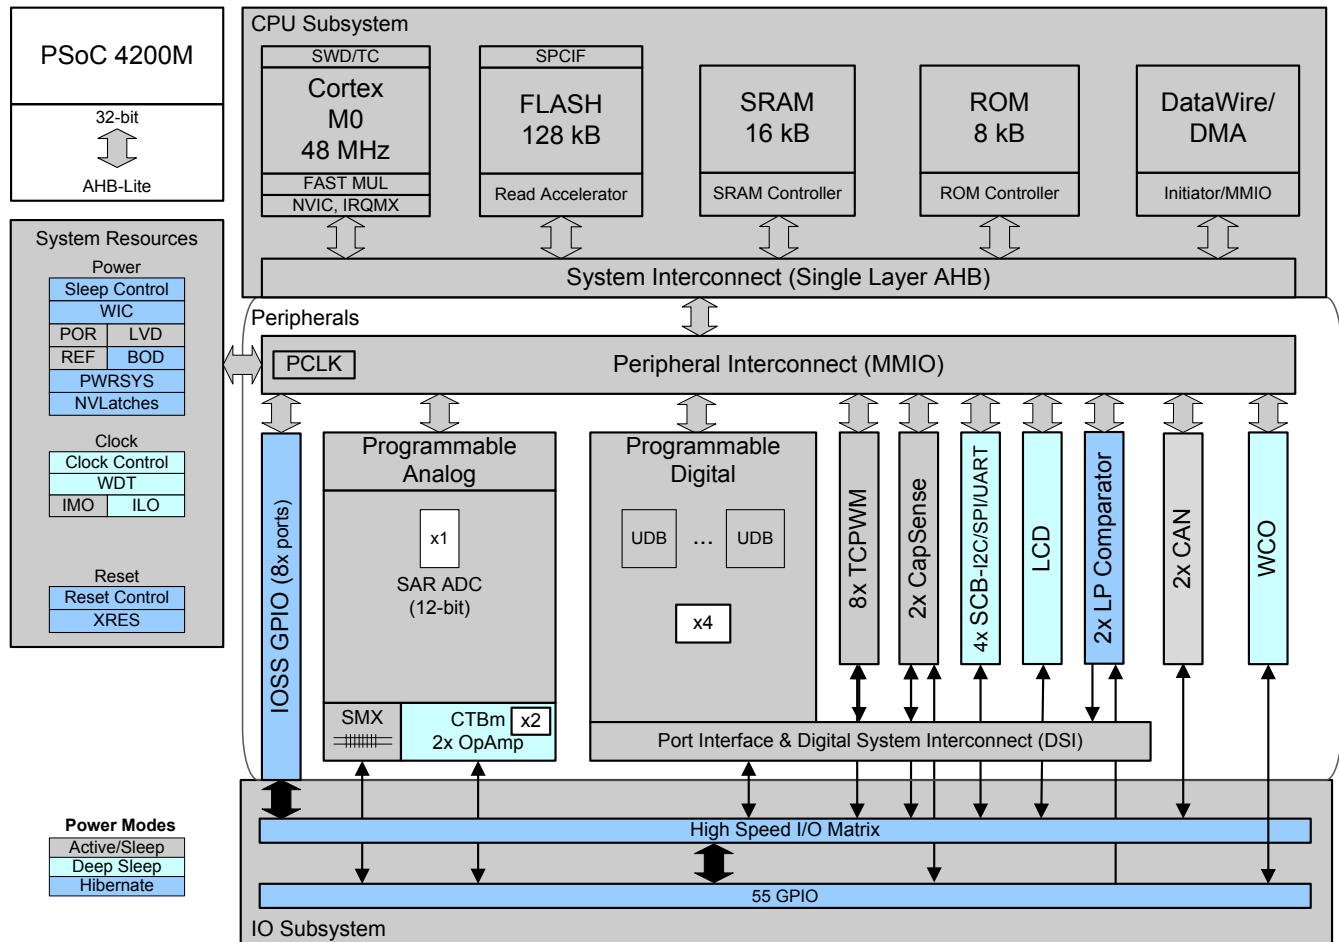 PSoC 4200M
32-bit
AHB-Lite
CPU Subsystem
SWD/TC
Cortex
M0
48 MHz
FAST MUL
NVIC, IRQMX
SPCIF
FLASH
128 kB
Read Accelerator
SRAM
16 kB
SRAM Controller
ROM
8 kB
ROM Controller
DataWire/
DMA
Initiator/MMIO
System Interconnect (Single Layer AHB)
System Resources
Power
Sleep Control
WIC
POR
LVD
REF
BOD
PWRSYS
NVLatches
Clock
Clock Control
WDT
IMO
ILO
Reset
Reset Control
XRES
Peripherals
PCLK
Peripheral Interconnect (MMIO)
IOSS GPIO (8x ports)
Programmable
Analog
x1
SAR ADC
(12-bit)
SMX
CTBm
x2
2x OpAmp
Programmable
Digital
UDB
...
UDB
x4
8x TCPWM
2x CapSense
4x SCB-I2C/SPI/UART
LCD
2x LP Comparator
2x CAN
WCO
Port Interface & Digital System Interconnect (DSI)
High Speed I/O Matrix
55 GPIO
IO Subsystem
Power Modes
Active/Sleep
Deep Sleep
Hibernate